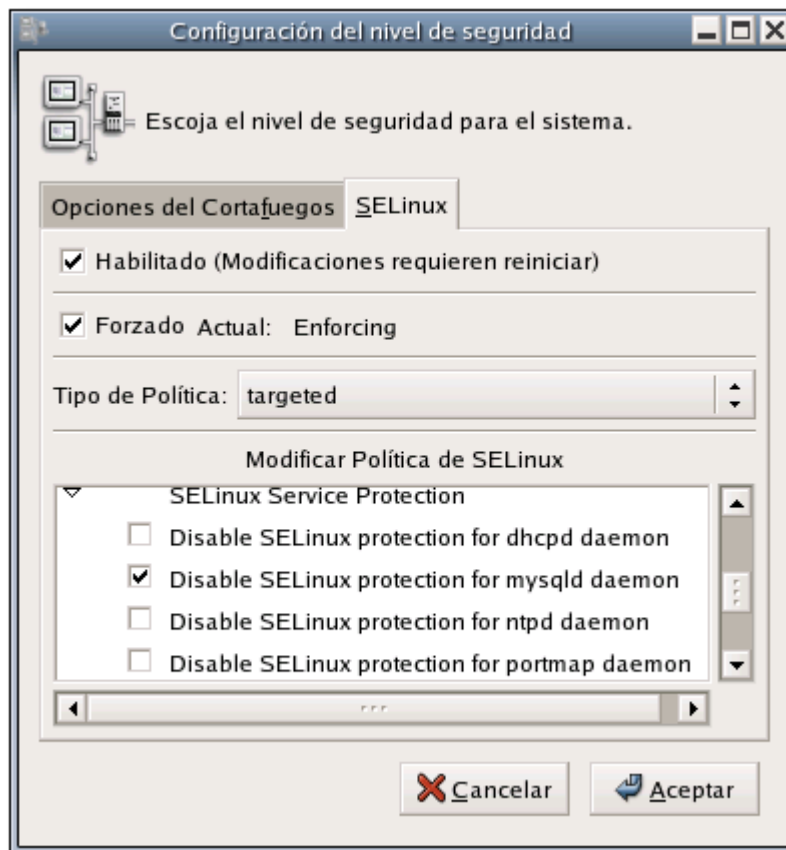 Configuración del nivel de seguridad
Escoja el nivel de seguridad para el sistema.
Opciones del Cortafuegos SELinux
Habilitado (Modificaciones requieren reiniciar)
Forzado Actual: Enforcing
Tipo de Política: targeted
Modificar Política de SELinux
SELinux Service Protection
Disable SELinux protection for dhcpd daemon
Disable SELinux protection for mysqld daemon
Disable SELinux protection for ntpd daemon
Disable SELinux protection for portmap daemon
Cancelar Aceptar